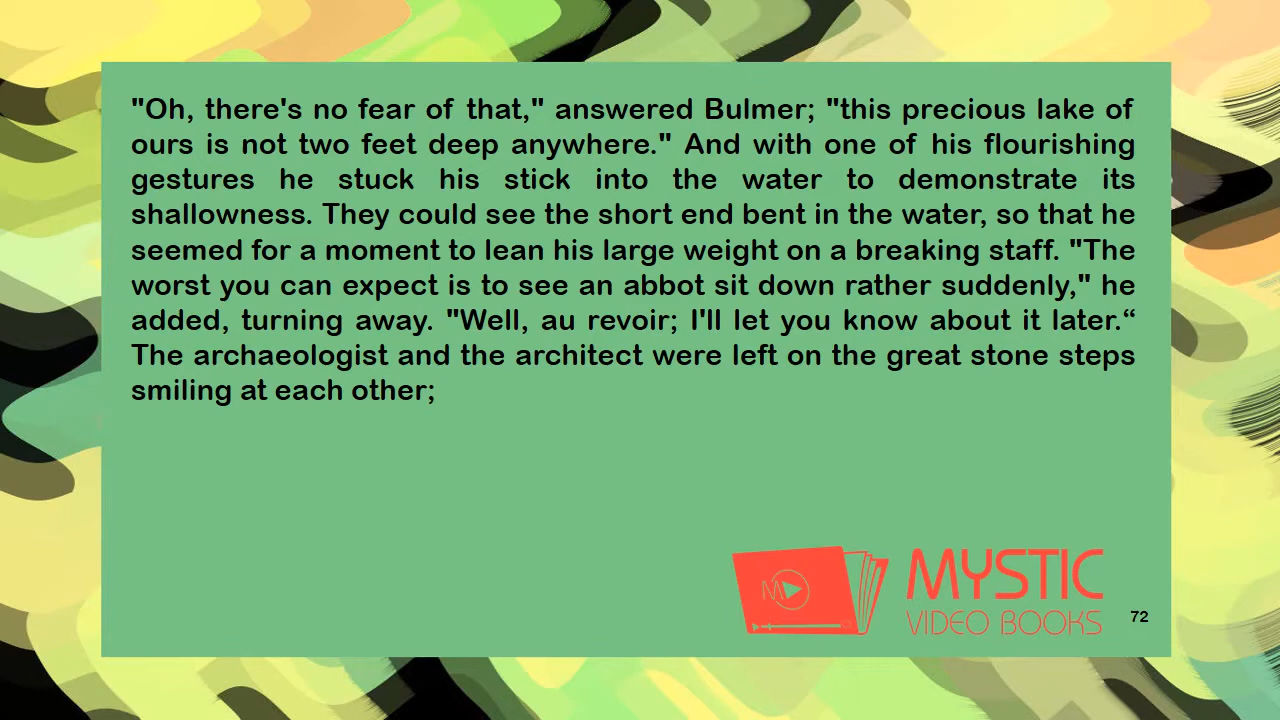 "Oh, there's no fear of that," answered Bulmer; "this precious lake of
ours is not two feet deep anywhere." And with one of his flourishing
gestures he stuck his stick into the water to demonstrate its
shallowness. They could see the short end bent in the water, so that he
seemed for a moment to lean his large weight on a breaking staff. "The
worst you can expect is to see an abbot sit down rather suddenly," he
added, turning away. "Well, au revoir; I'll let you know about it later.“
The archaeologist and the architect were left on the great stone steps
smiling at each other;
M
MYSTIC
VIDEO BOOKS
72